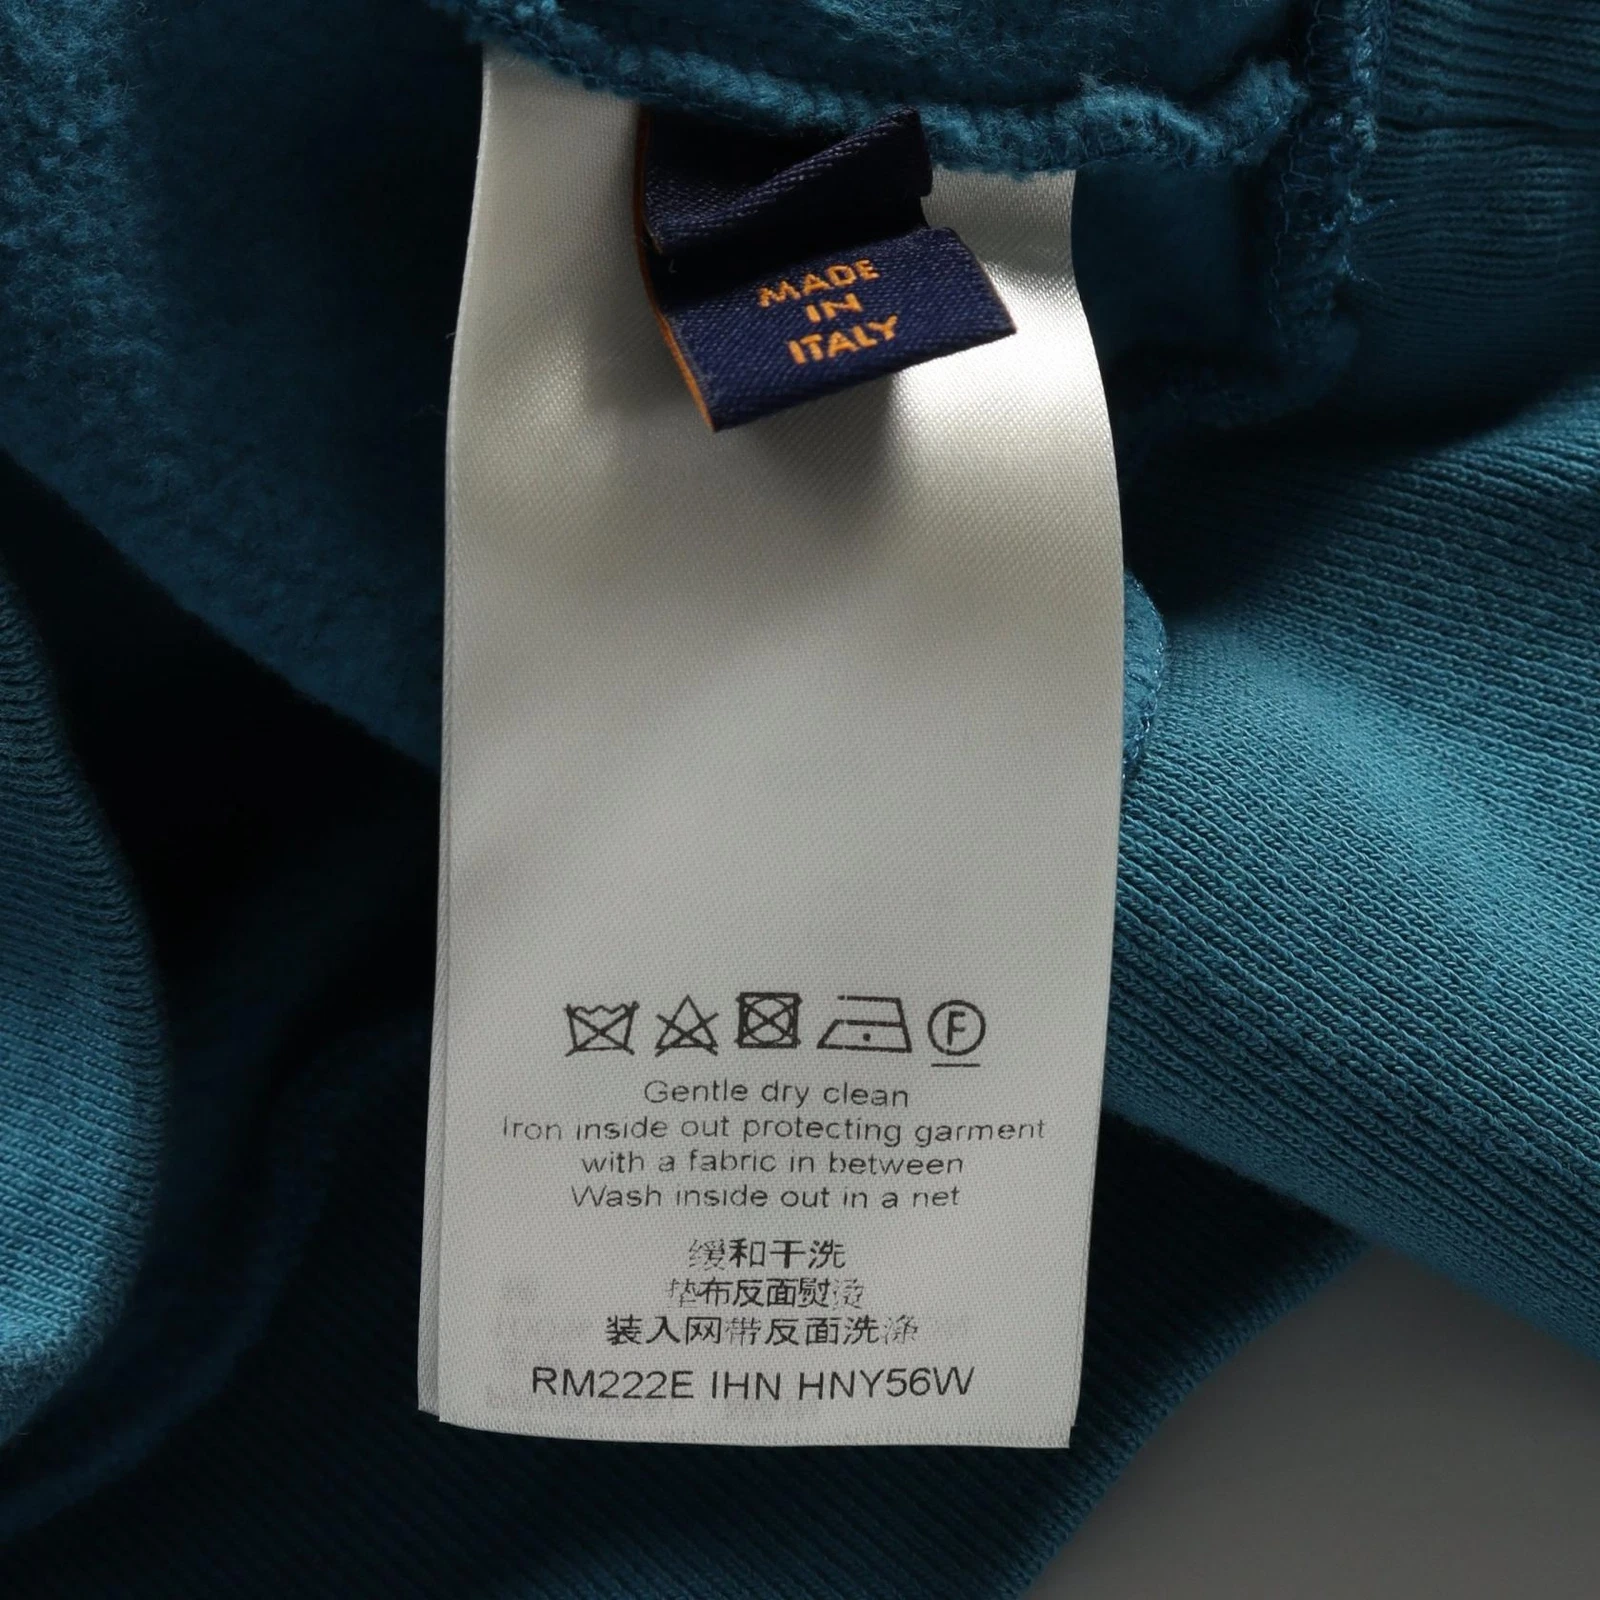 MADE
IN
ITALY
F
Gentle dry clean
Iron inside out protecting garment
with a fabric in between
Wash inside out in a net
缓和干洗
垫布反面熨烫
装入网带反面洗涤
RM222E IHN HNY56W